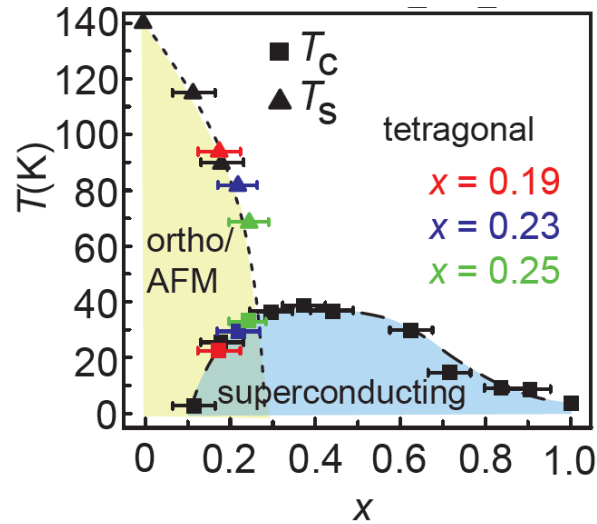 140
120
100
80
60
40
20
0
T(K)
Tc
Ts
tetragonal
x = 0.19
x = 0.23
x = 0.25
ortho/
AFM
superconducting
0 0.2 0.4 0.6 0.8 1.0
x